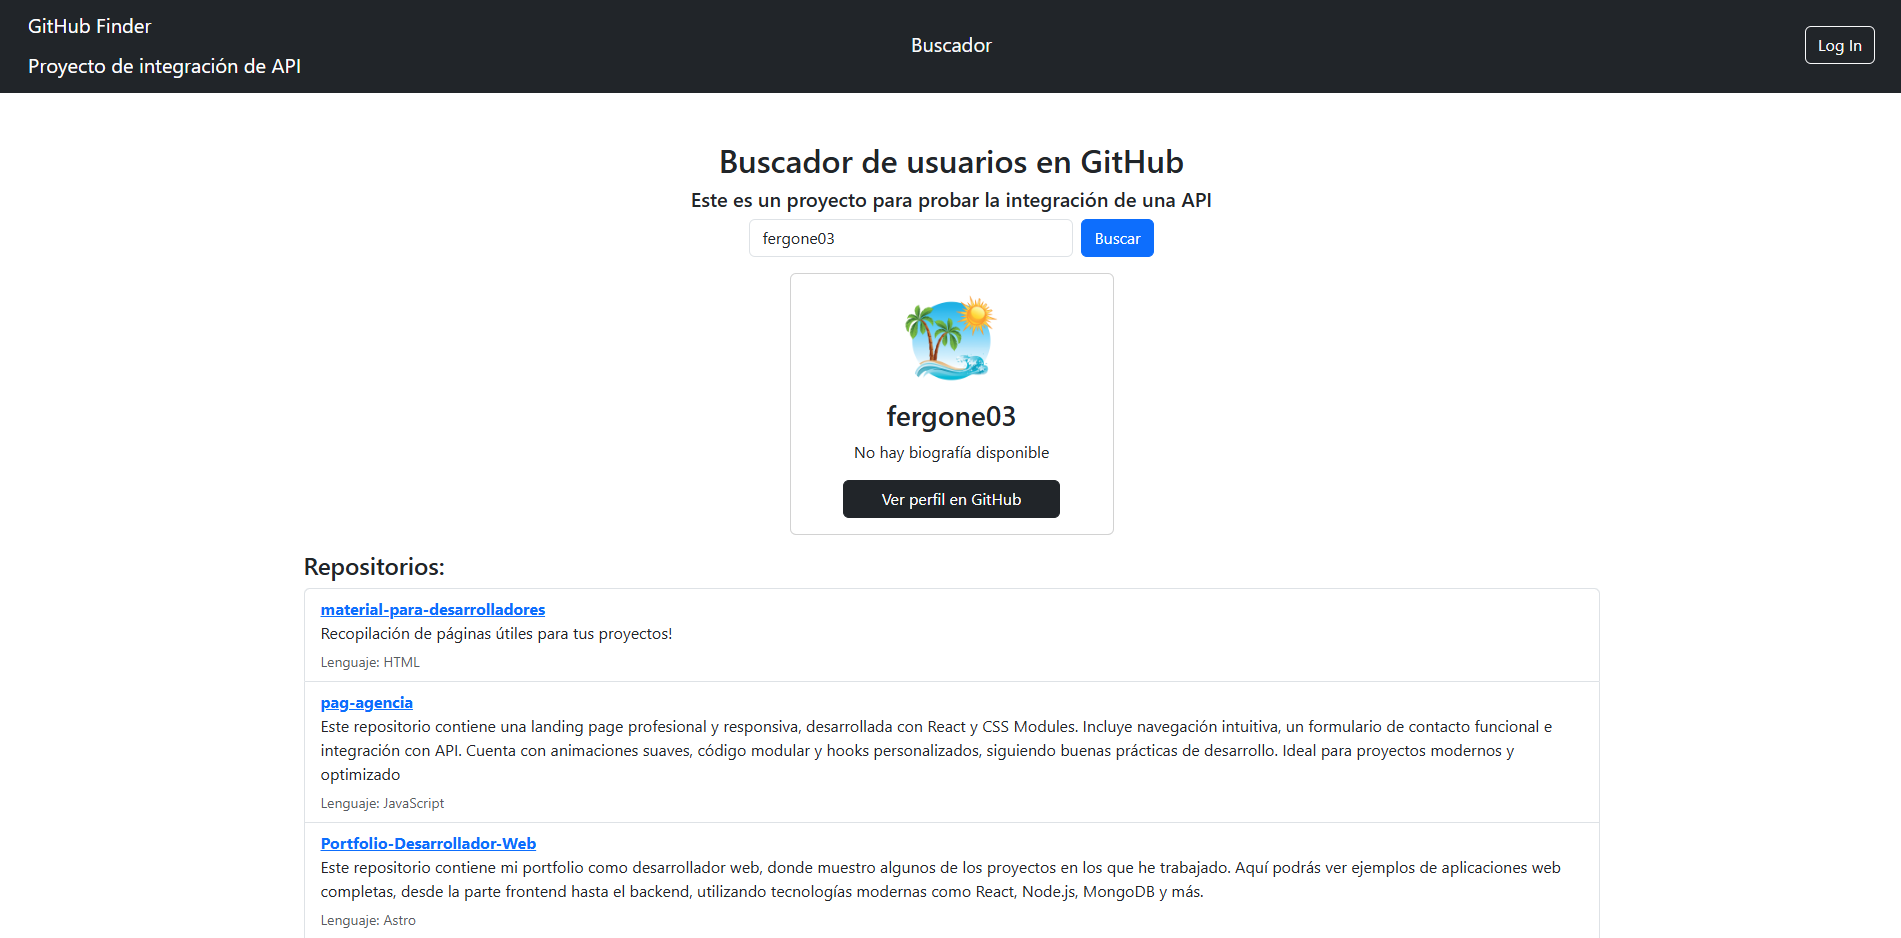 GitHub Finder
Proyecto de integración de API
Buscador
Log In
Buscador de usuarios en GitHub
Este es un proyecto para probar la integración de una API
fergone03
Buscar
fergone03
No hay biografía disponible
Ver perfil en GitHub
Repositorios:
material-para-desarrolladores
Recopilación de páginas útiles para tus proyectos!
Lenguaje: HTML
pag-agencia
Este repositorio contiene una landing page profesional y responsiva, desarrollada con React y CSS Modules. Incluye navegación intuitiva, un formulario de contacto funcional e
integración con API. Cuenta con animaciones suaves, código modular y hooks personalizados, siguiendo buenas prácticas de desarrollo. Ideal para proyectos modernos y
optimizado
Lenguaje: JavaScript
Portfolio-Desarrollador-Web
Este repositorio contiene mi portfolio como desarrollador web, donde muestro algunos de los proyectos en los que he trabajado. Aquí podrás ver ejemplos de aplicaciones web
completas, desde la parte frontend hasta el backend, utilizando tecnologías modernas como React, Node.js, MongoDB y más.
Lenguaje: Astro